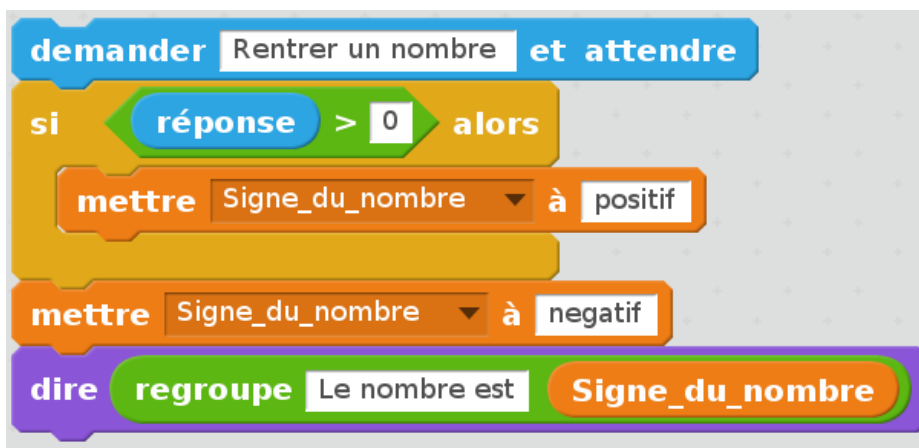 demander Rentrer un nombre et attendre
si réponse > 0 alors
mettre Signe_du_nombre à positif
mettre Signe_du_nombre à negatif
dire regroupe Le nombre est Signe_du_nombre